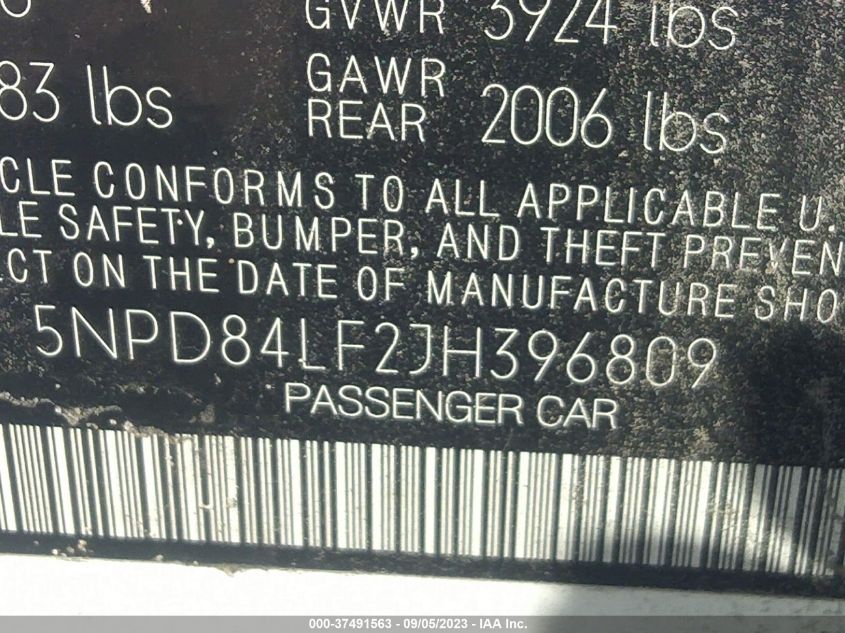 GVWR 3924 lbs
83 lbs
GAWR
REAR 2006 lbs
CLE CONFORMS TO ALL APPLICABLE U.
LE SAFETY, BUMPER, AND THEFT PREVEN
ECT ON THE DATE OF MANUFACTURE SHO
5NPD84LF2JH396809
PASSENGER CAR
000-37491563 - 09/05/2023 - IAA Inc.